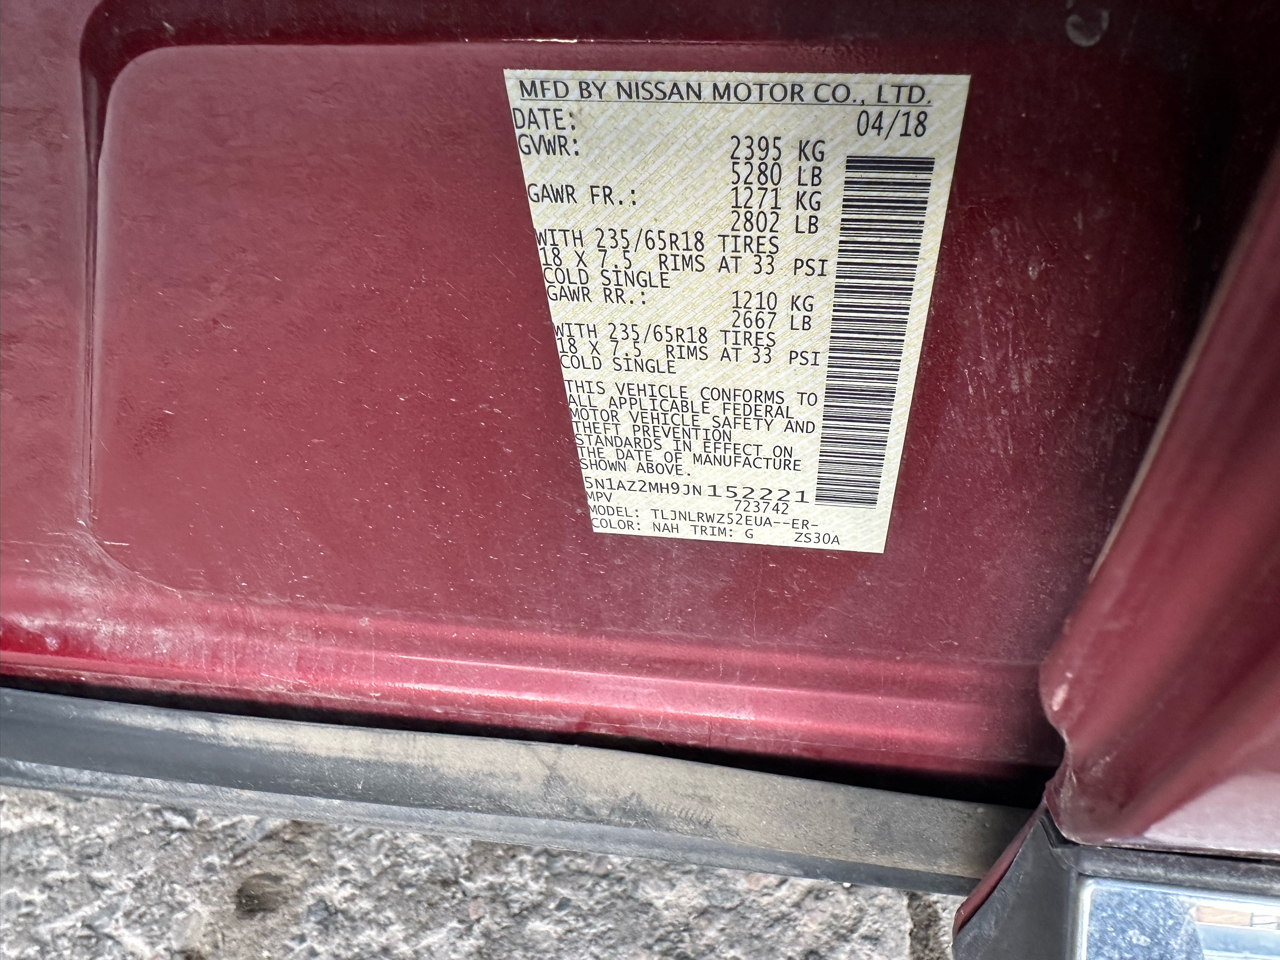 MFD BY NISSAN MOTOR CO., LTD.
DATE: 04/18
GVWR: 2395 KG
5280 LB
GAWR FR.: 1271 KG
2802 LB
WITH 235/65R18 TIRES
18 X 7.5 RIMS AT 33 PSI
COLD SINGLE
GAWR RR.: 1210 KG
2667 LB
WITH 235/65R18 TIRES
18 X 7.5 RIMS AT 33 PSI
COLD SINGLE
THIS VEHICLE CONFORMS TO
ALL APPLICABLE FEDERAL
MOTOR VEHICLE SAFETY AND
THEFT PREVENTION
STANDARDS IN EFFECT ON
THE DATE OF MANUFACTURE
SHOWN ABOVE.
5N1AZ2MH9JN152221
MPV 723742
MODEL: TLJNLRWZ52EUA--ER-
COLOR: NAH TRIM: G ZS30A